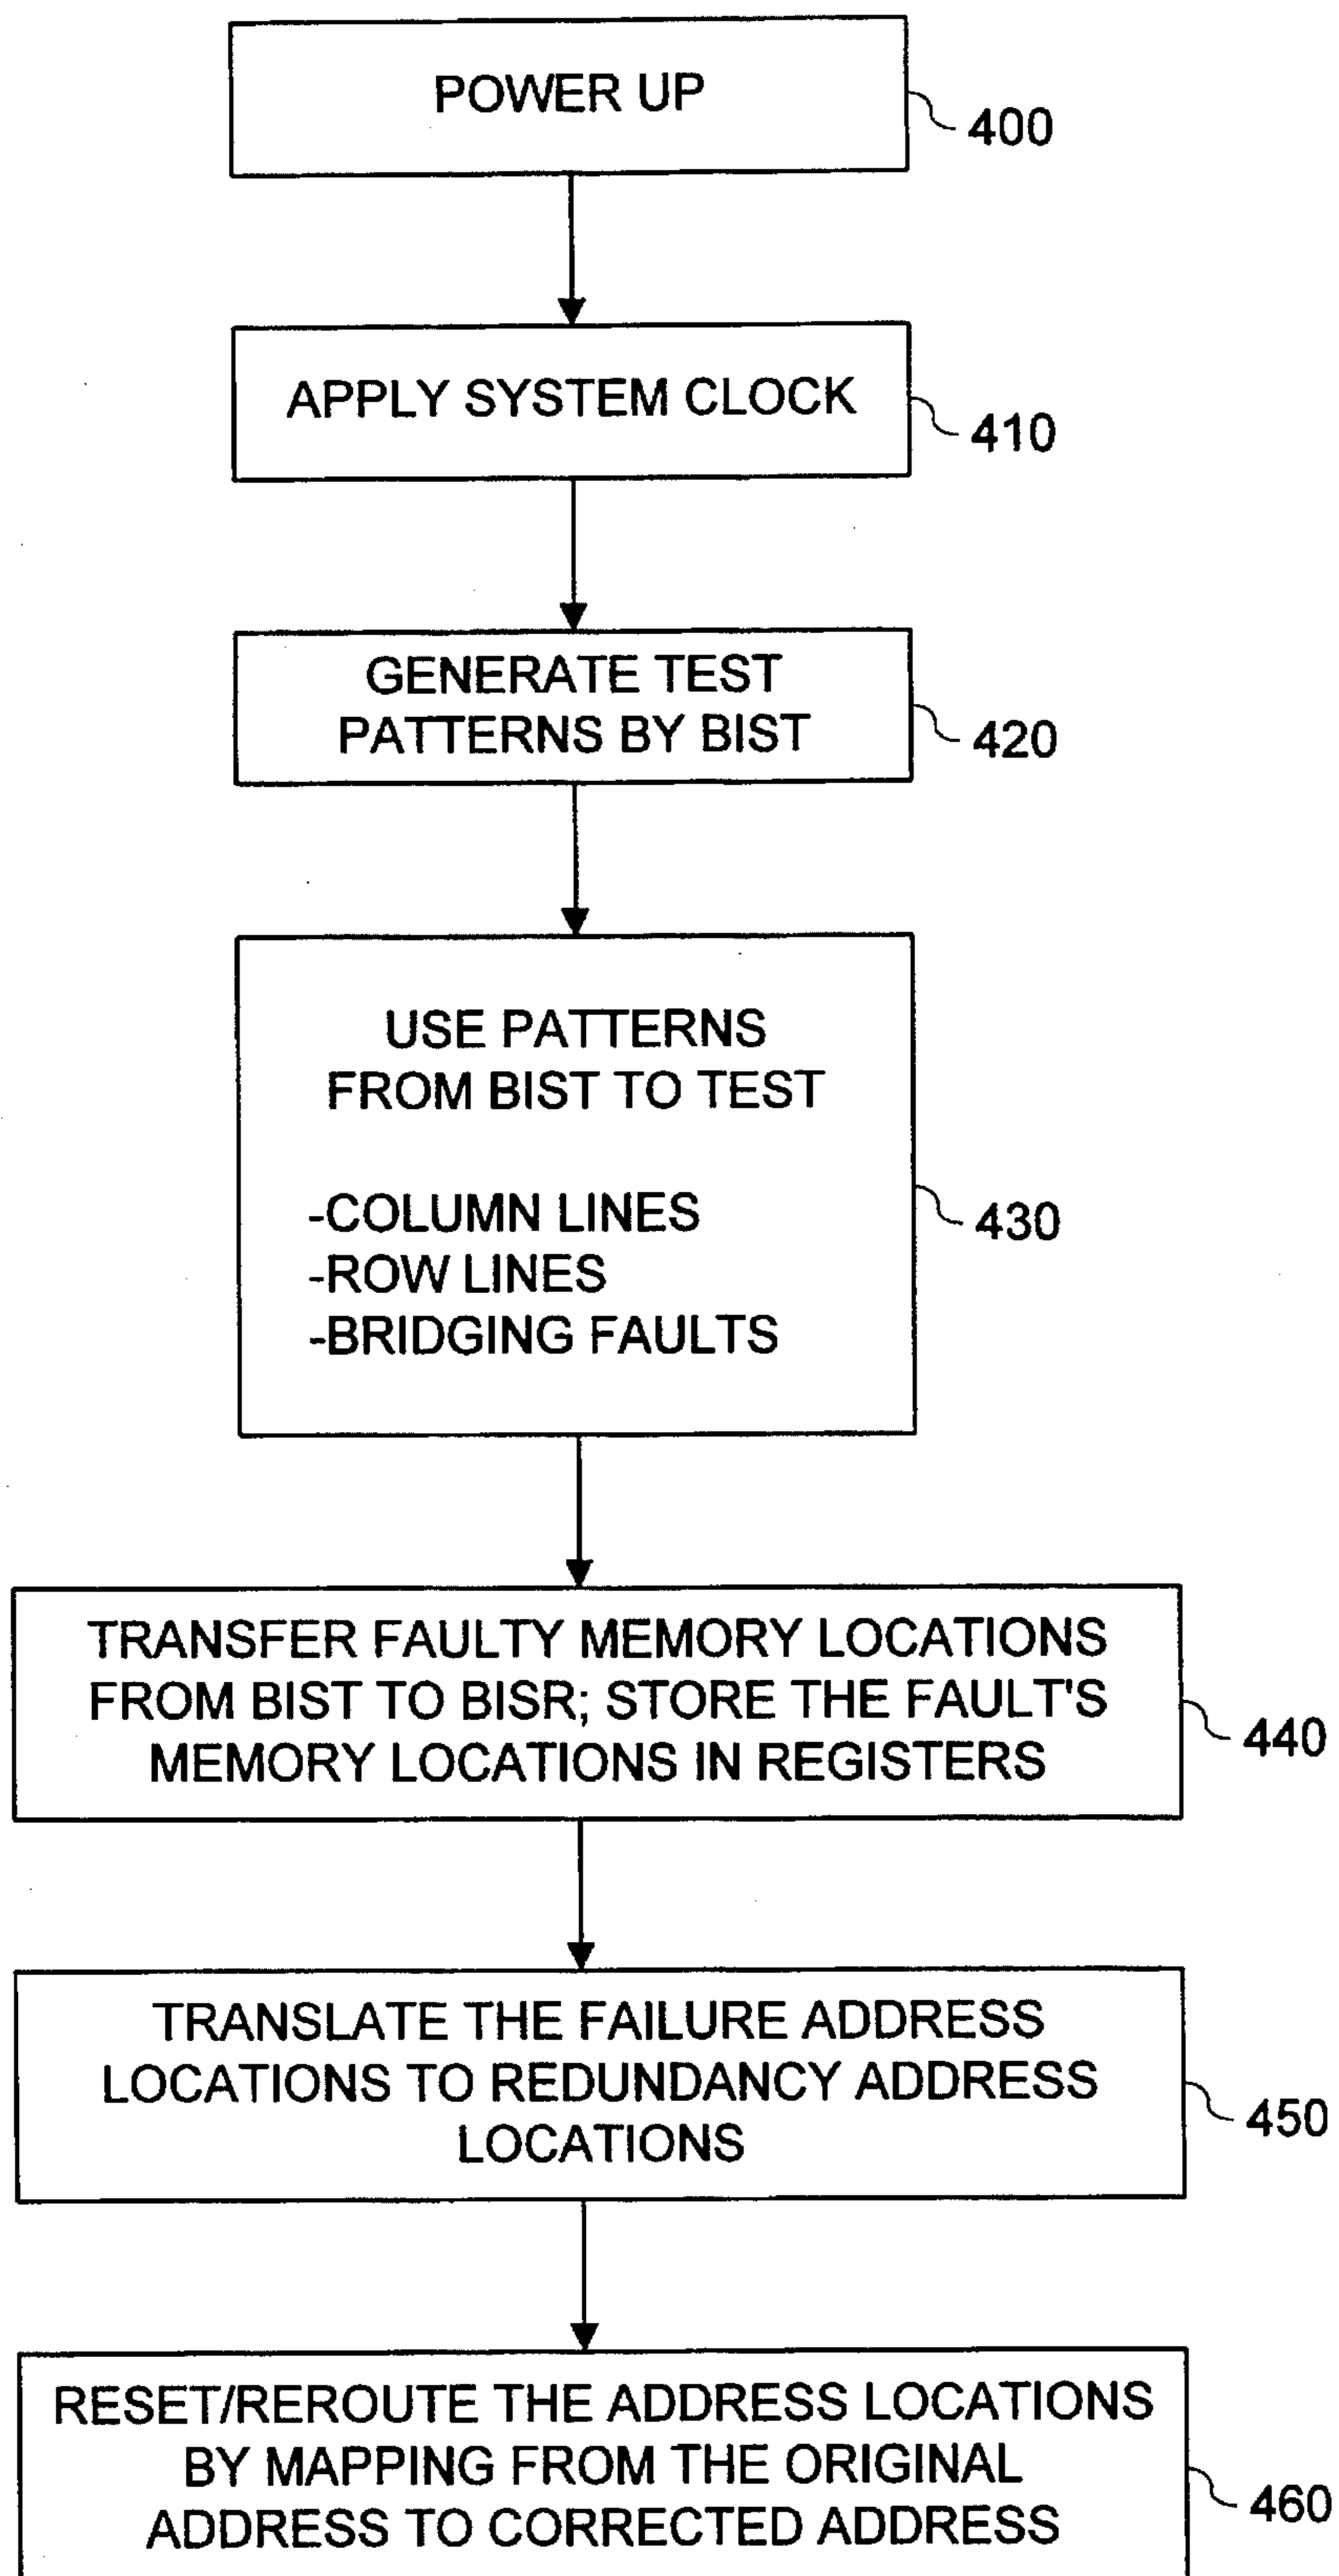 POWER UP
400
APPLY SYSTEM CLOCK
410
GENERATE TEST
PATTERNS BY BIST
420
USE PATTERNS
FROM BIST TO TEST
-COLUMN LINES
-ROW LINES
-BRIDGING FAULTS
430
TRANSFER FAULTY MEMORY LOCATIONS
FROM BIST TO BISR; STORE THE FAULT'S
MEMORY LOCATIONS IN REGISTERS
440
TRANSLATE THE FAILURE ADDRESS
LOCATIONS TO REDUNDANCY ADDRESS
LOCATIONS
450
RESET/REROUTE THE ADDRESS LOCATIONS
BY MAPPING FROM THE ORIGINAL
ADDRESS TO CORRECTED ADDRESS
460